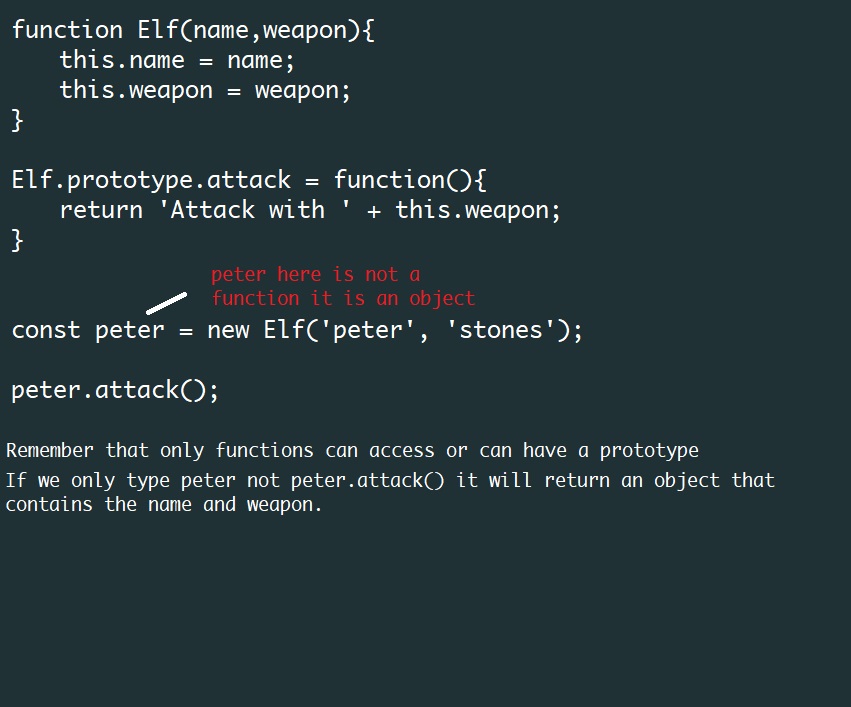 function Elf(name,weapon){
this.name = name;
this.weapon = weapon;
}
Elf.prototype.attack = function(){
return 'Attack with ' + this.weapon;
}
peter here is not a
function it is an object
const peter = new Elf('peter', 'stones');
peter.attack();
Remember that only functions can access or can have a prototype
If we only type peter not peter.attack() it will return an object that
contains the name and weapon.